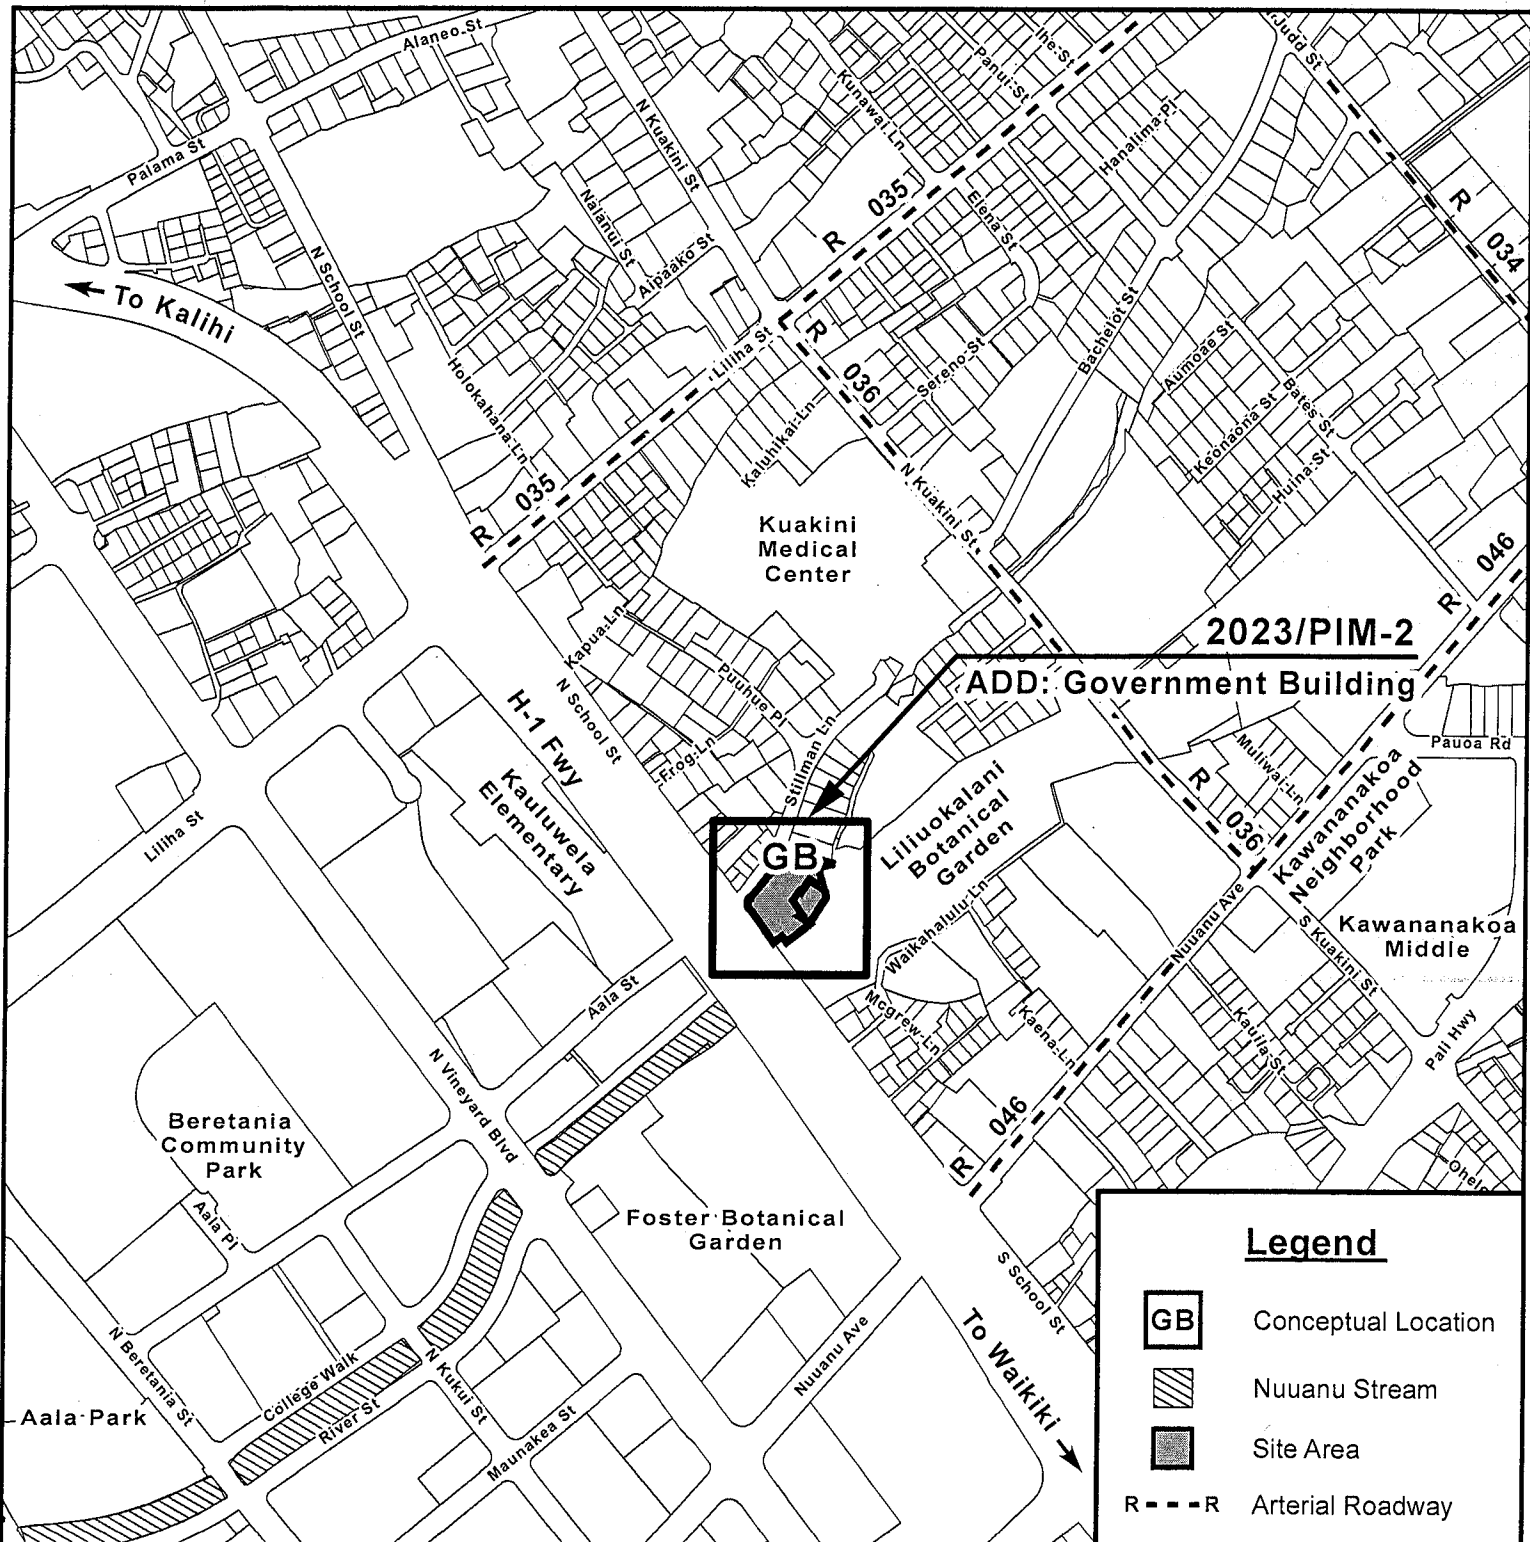 Alaneo St
Ihe St
Panui St
Judd St
Kunawai Ln
N Kuakini St
Hanalima Pl
Palama St
035
R
Nalanui St
Elena St
R
034
N School St
Aipaako St
To Kalihi
R
Liliha St
036
Sereno St
Bachelot St
Aumoae St
Holokahana Ln
Kaluhikai Ln
Bates St
Keonaona St
Huina St
035
R
N Kuakini St
Kuakini
Medical
Center
046
R
Kapua Ln
2023/PIM-2
ADD: Government Building
Puuhue Pl
N School St
H-1 Fwy
Frog Ln
Stillman Ln
Muliwai Ln
Pauoa Rd
Kauluwela
Elementary
Liliuokalani
Botanical
Garden
R
036
Kawananakoa
Neighborhood
Park
Liliha St
GB
Waikahalulu Ln
Nuuanu Ave
S Kuakini St
Kawananakoa
Middle
Aala St
Mcgrew Ln
Kaena Ln
Kauila St
Pali Hwy
N Vineyard Blvd
Beretania
Community
Park
046
R
Ohelo
Aala Pl
Foster Botanical
Garden
S School St
To Waikiki
Nuuanu Ave
N Beretania St
College Walk
N Kukui St
River St
Maunakea St
Aala Park
Legend
GB Conceptual Location
Nuuanu Stream
Site Area
R R Arterial Roadway